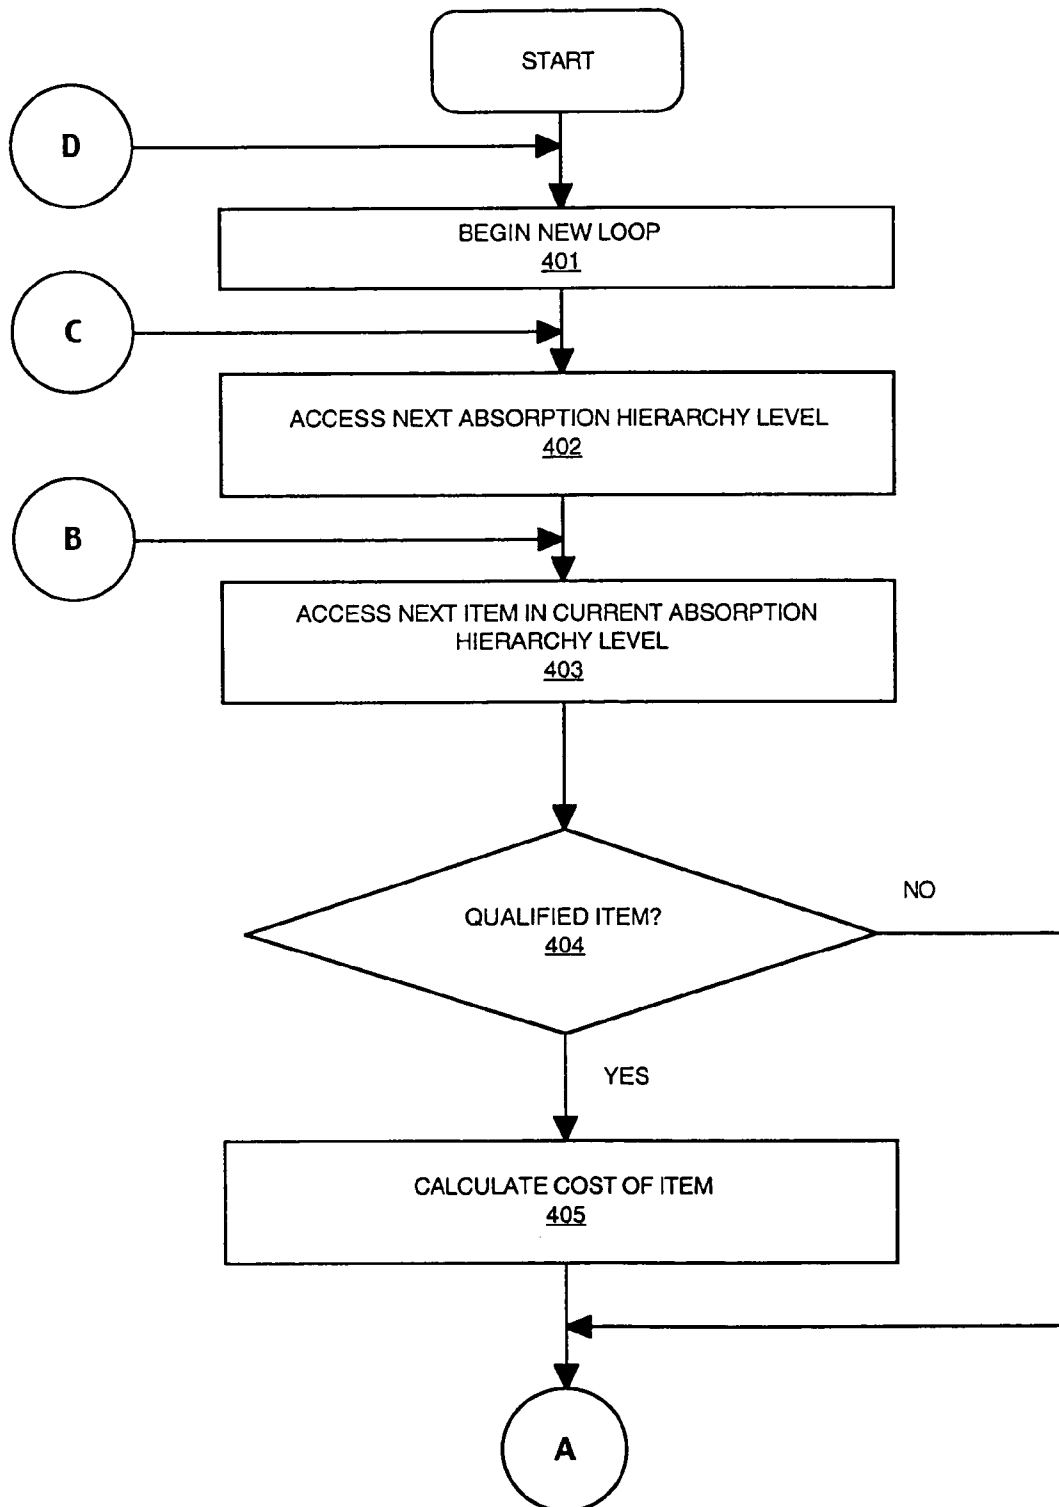 START
D
BEGIN NEW LOOP
401
C
ACCESS NEXT ABSORPTION HIERARCHY LEVEL
402
B
ACCESS NEXT ITEM IN CURRENT ABSORPTION
HIERARCHY LEVEL
403
NO
QUALIFIED ITEM?
404
YES
CALCULATE COST OF ITEM
405
A